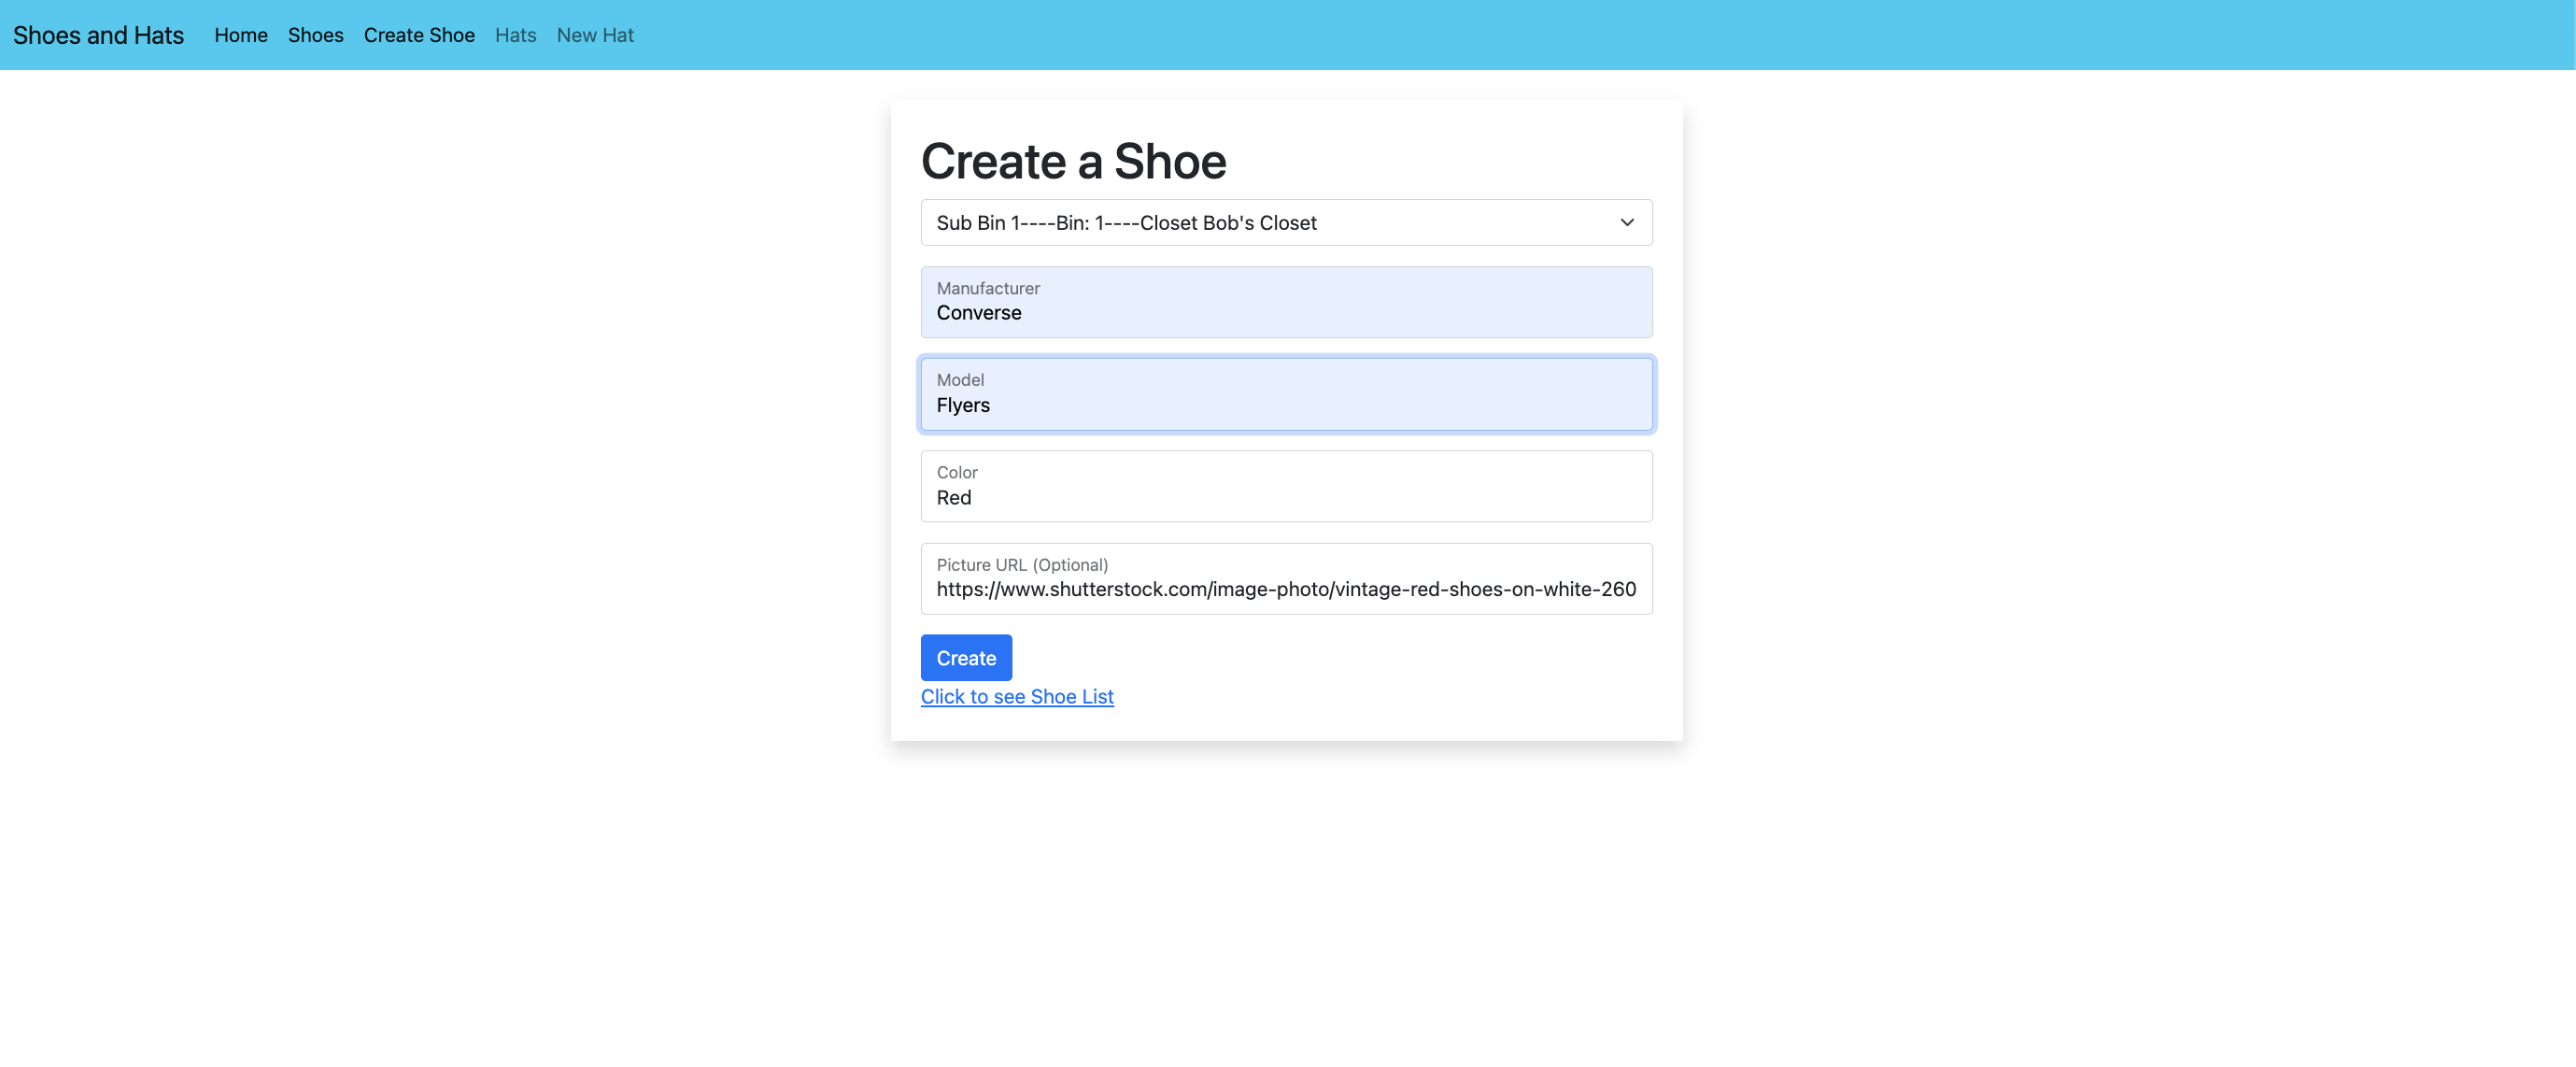 Shoes and Hats Home Shoes Create Shoe Hats New Hat
Create a Shoe
Sub Bin 1----Bin: 1----Closet Bob's Closet
Manufacturer
Converse
Model
Flyers
Color
Red
Picture URL (Optional)
https://www.shutterstock.com/image-photo/vintage-red-shoes-on-white-260
Create
Click to see Shoe List